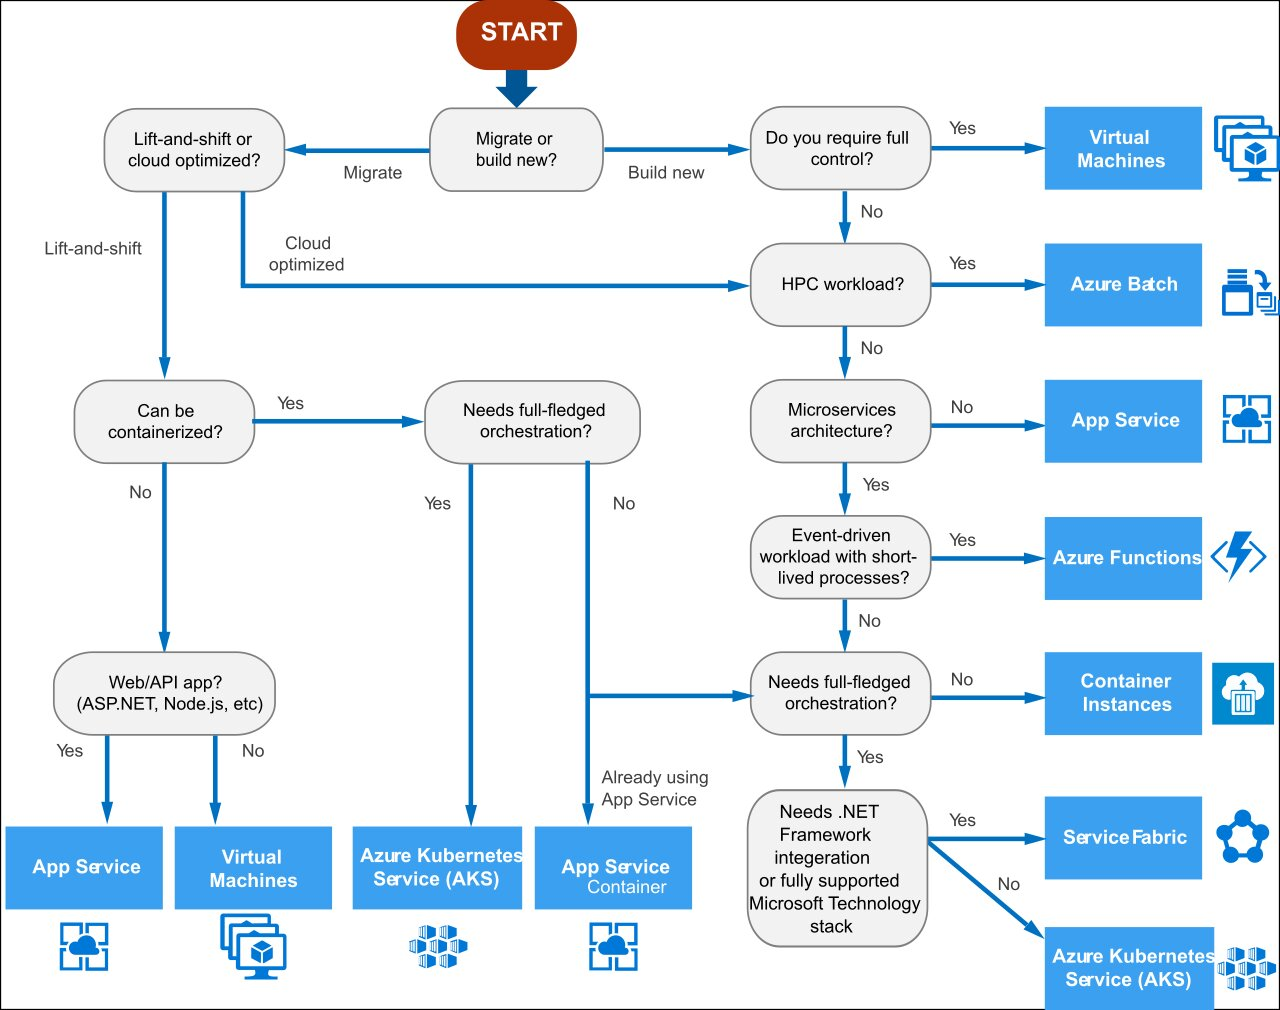 START
Lift-and-shift or
cloud optimized?
Migrate
Migrate or
build new?
Build new
Do you require full
control?
Yes
Virtual
Machines
No
Lift-and-shift
Cloud
optimized
HPC workload?
Yes
Azure Batch
No
Can be
containerized?
Yes
Needs full-fledged
orchestration?
Microservices
architecture?
No
App Service
No
Yes
No
Yes
Event-driven
workload with short-
lived processes?
Yes
Azure Functions
No
Web/API app?
(ASP.NET, Node.js, etc)
Needs full-fledged
orchestration?
No
Container
Instances
Yes
No
Yes
Already using
App Service
Needs .NET
Framework
integeration
or fully supported
Microsoft Technology
stack
Yes
Service Fabric
No
App Service
Virtual
Machines
Azure Kubernetes
Service (AKS)
App Service
Container
Azure Kubernetes
Service (AKS)